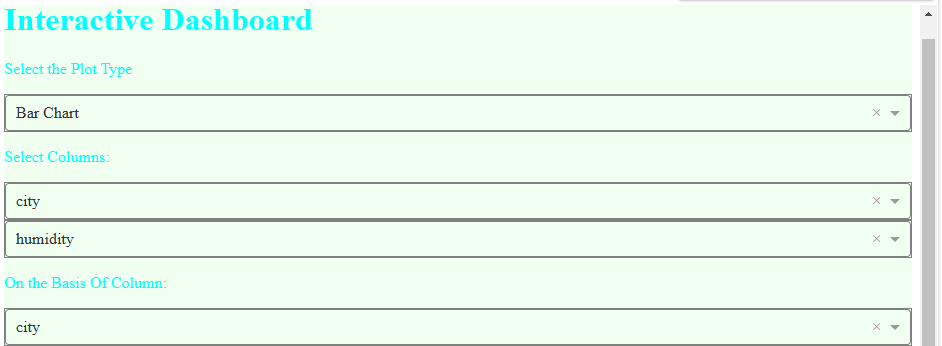 Interactive Dashboard
Select the Plot Type
Bar Chart
Select Columns:
city
humidity
On the Basis Of Column:
city